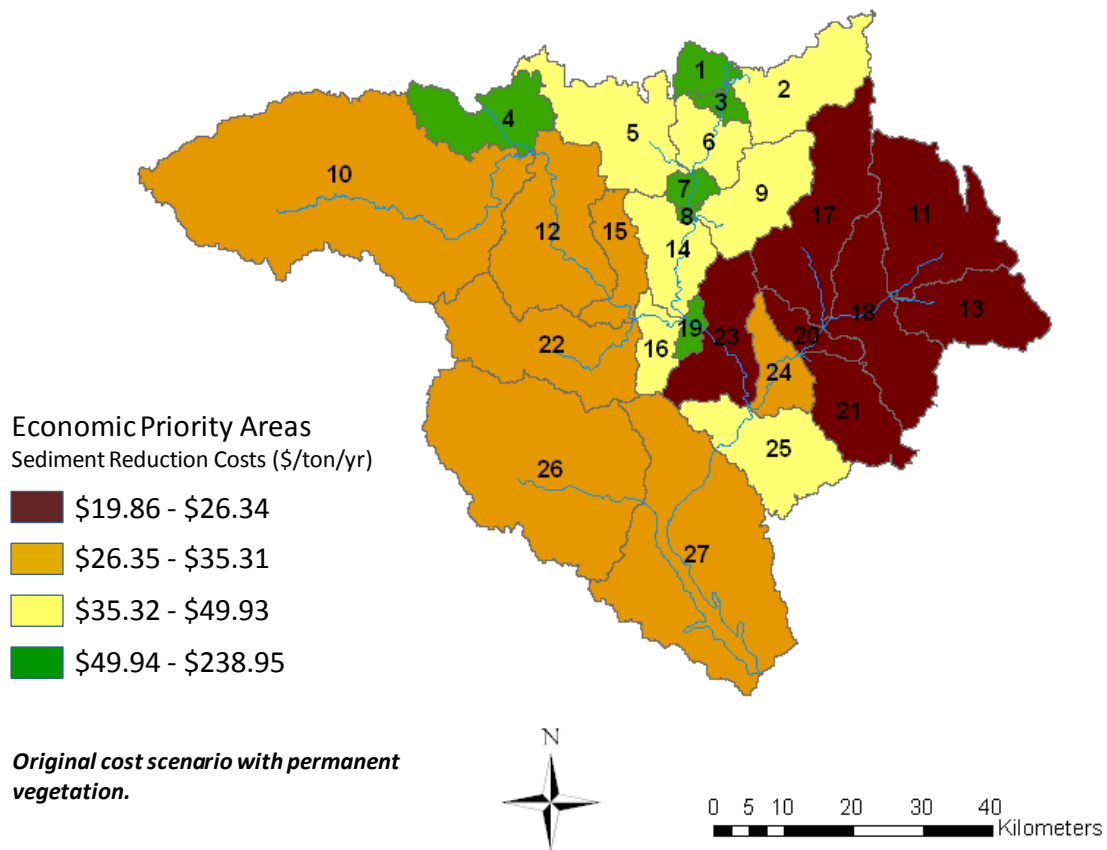 1
2
3
4
5
6
7
8
9
10
11
12
13
14
15
16
17
18
19
20
21
22
23
24
25
26
27
Economic Priority Areas
Sediment Reduction Costs ($/ton/yr)
$19.86 - $26.34
$26.35 - $35.31
$35.32 - $49.93
$49.94 - $238.95
Original cost scenario with permanent
vegetation.
N
0 5 10 20 30 40
Kilometers